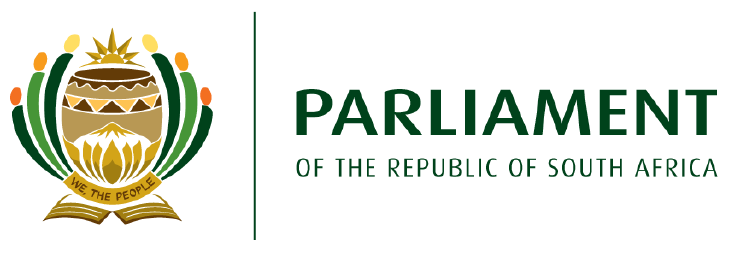 WE, THE PEOPLE
PARLIAMENT
OF THE REPUBLIC OF SOUTH AFRICA